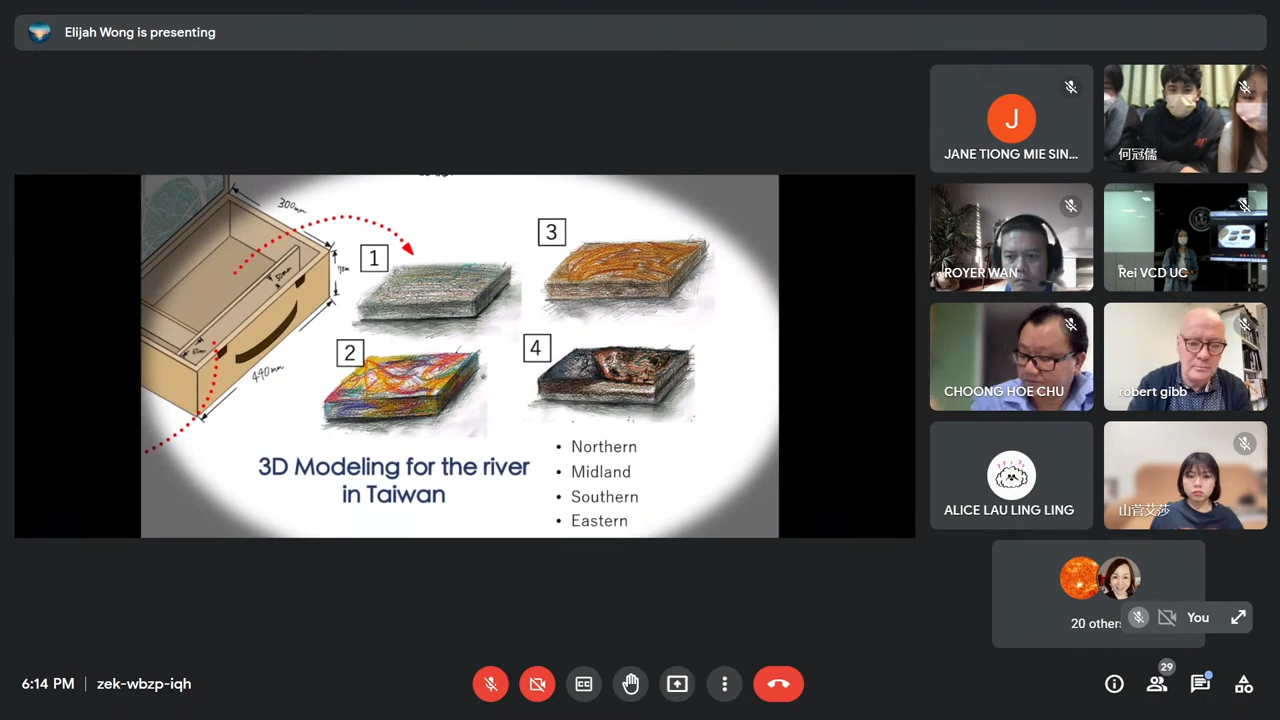 Elijah Wong is presenting
300mm
440mm
1
2
3
4
3D Modeling for the river
in Taiwan
• Northern
• Midland
• Southern
• Eastern
J
JANE TIONG MIE SIN...
何冠儒
ROYER WAN
Rei VCD UC
CHOONG HOE CHU
robert gibb
ALICE LAU LING LING
山菅艾莎
20 others
You
6:14 PM
zek-wbzp-iqh
29